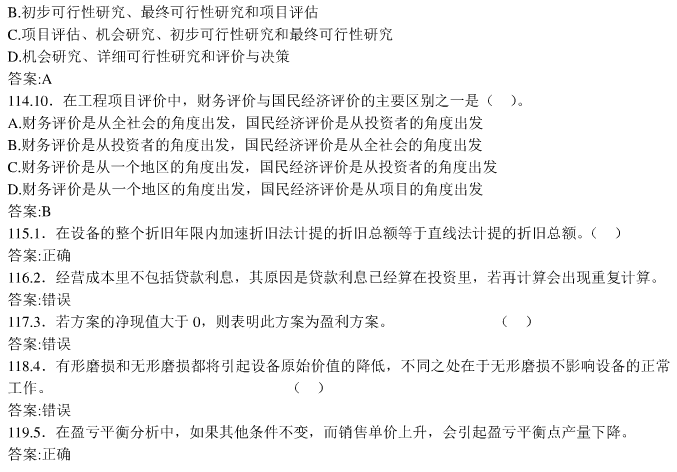 B.初步可行性研究、最终可行性研究和项目评估
C.项目评估、机会研究、初步可行性研究和最终可行性研究
D.机会研究、详细可行性研究和评价与决策
答案:A
114.10．在工程项目评价中，财务评价与国民经济评价的主要区别之一是（　）。
A.财务评价是从全社会的角度出发，国民经济评价是从投资者的角度出发
B.财务评价是从投资者的角度出发，国民经济评价是从全社会的角度出发
C.财务评价是从一个地区的角度出发，国民经济评价是从投资者的角度出发
D.财务评价是从一个地区的角度出发，国民经济评价是从项目的角度出发
答案:B
115.1．在设备的整个折旧年限内加速折旧法计提的折旧总额等于直线法计提的折旧总额。（　）
答案:正确
116.2．经营成本里不包括贷款利息，其原因是贷款利息已经算在投资里，若再计算会出现重复计算。
答案:错误
117.3．若方案的净现值大于 0，则表明此方案为盈利方案。　　　　　　　　（　）
答案:错误
118.4．有形磨损和无形磨损都将引起设备原始价值的降低，不同之处在于无形磨损不影响设备的正常
工作。　　　　　　　　　　　　　　　　　（　）
答案:错误
119.5．在盈亏平衡分析中，如果其他条件不变，而销售单价上升，会引起盈亏平衡点产量下降。
答案:正确